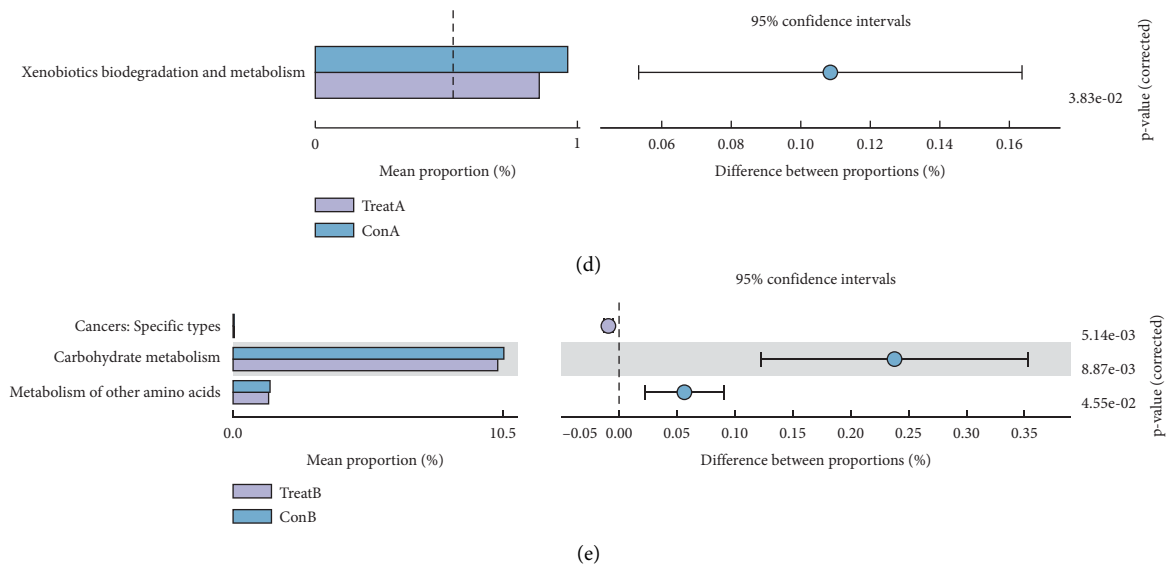 95% confidence intervals
Xenobiotics biodegradation and metabolism
3.83e-02
p-value (corrected)
0 1
0.06 0.08 0.10 0.12 0.14 0.16
Mean proportion (%)
Difference between proportions (%)
TreatA
ConA
(d)
95% confidence intervals
Cancers: Specific types
5.14e-03
Carbohydrate metabolism
8.87e-03
Metabolism of other amino acids
4.55e-02
p-value (corrected)
0.0 10.5
–0.05 0.00 0.05 0.10 0.15 0.20 0.25 0.30 0.35
Mean proportion (%)
Difference between proportions (%)
TreatB
ConB
(e)